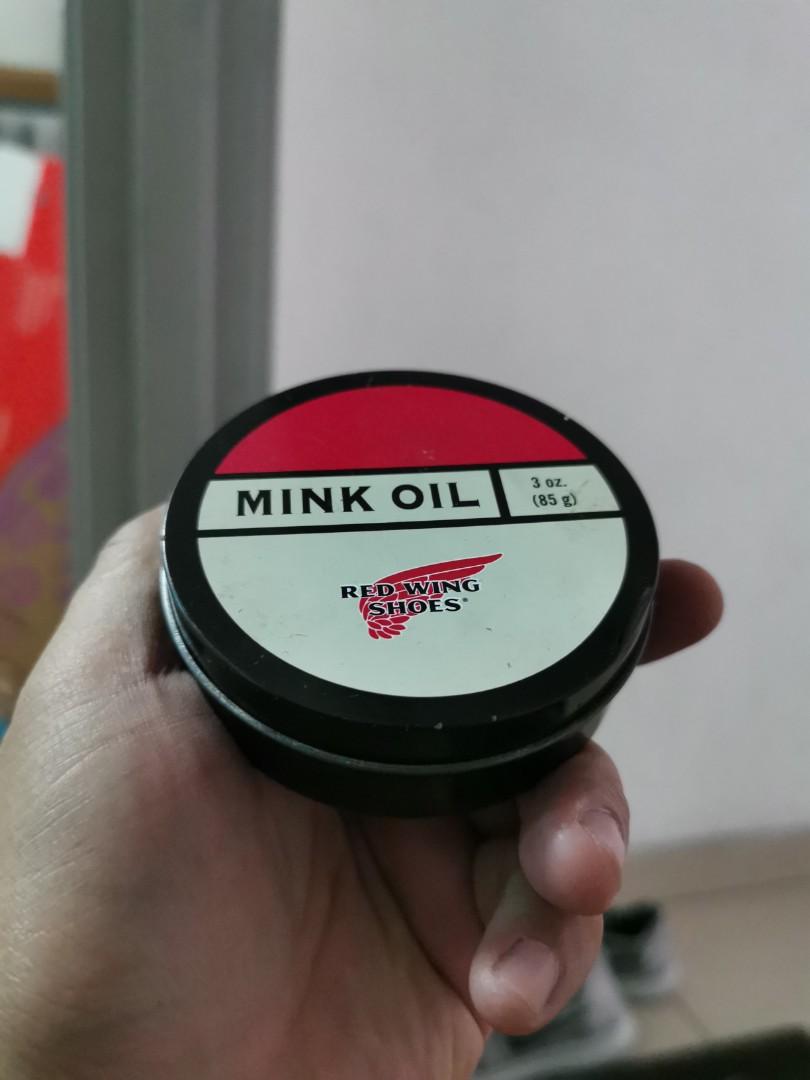 MINK OIL
3 oz.
(85 g)
RED WING
SHOES®